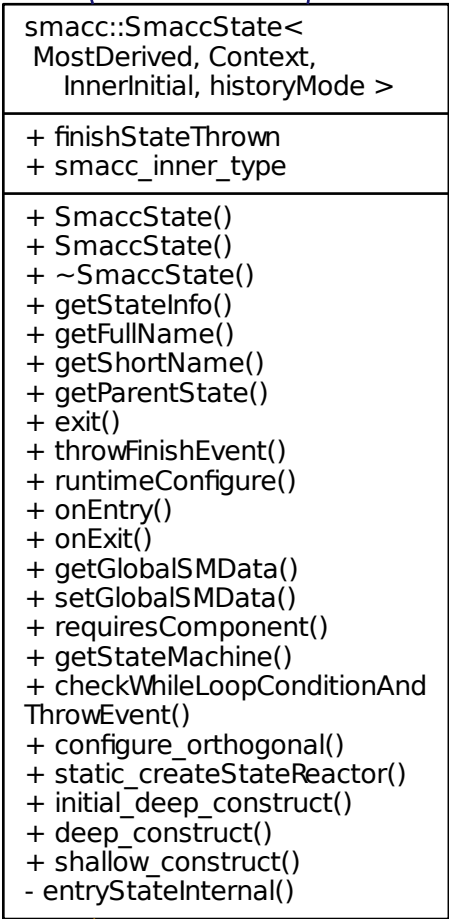 smacc::SmaccState<
MostDerived, Context,
InnerInitial, historyMode >
+ finishStateThrown
+ smacc_inner_type
+ SmaccState()
+ SmaccState()
+ ~SmaccState()
+ getStateInfo()
+ getFullName()
+ getShortName()
+ getParentState()
+ exit()
+ throwFinishEvent()
+ runtimeConfigure()
+ onEntry()
+ onExit()
+ getGlobalSMData()
+ setGlobalSMData()
+ requiresComponent()
+ getStateMachine()
+ checkWhileLoopConditionAnd
ThrowEvent()
+ configure_orthogonal()
+ static_createStateReactor()
+ initial_deep_construct()
+ deep_construct()
+ shallow_construct()
- entryStateInternal()